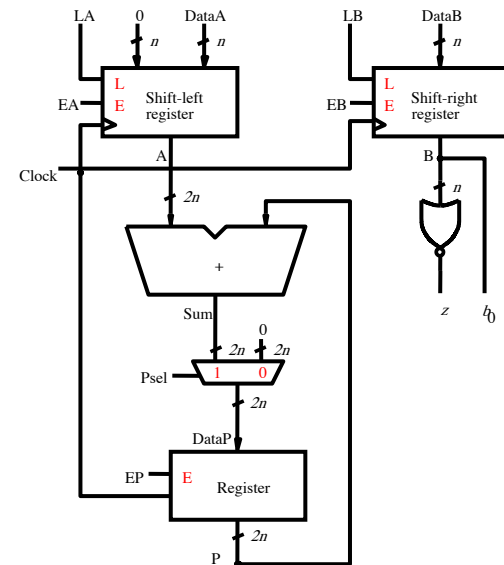 LA 0 DataA LB DataB
n n n
L L
EA E Shift-left register EB E Shift-right register
A B
Clock
2n n
+
z b0
Sum
0
2n 2n
Psel 1 0
2n
DataP
EP E Register
2n
P